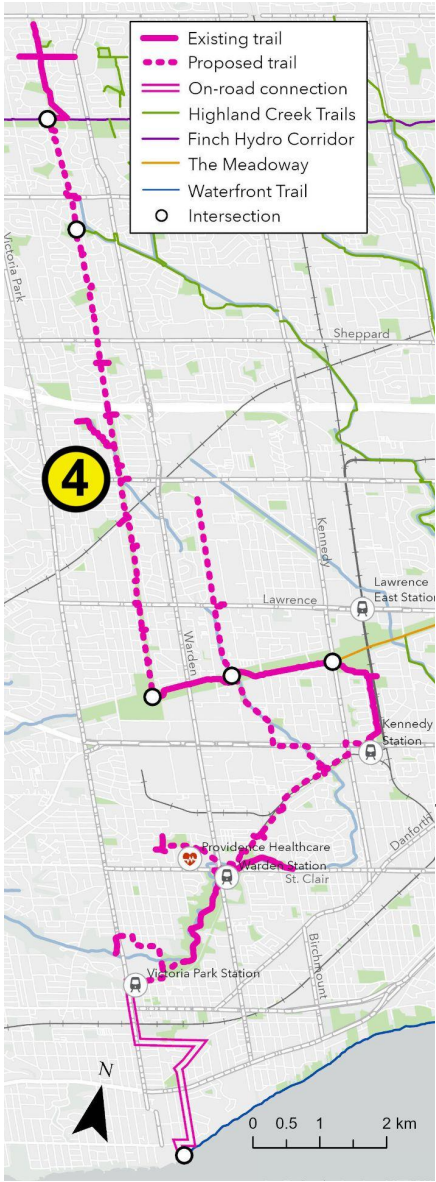 Existing trail
Proposed trail
On-road connection
Highland Creek Trails
Finch Hydro Corridor
The Meadoway
Waterfront Trail
Intersection
Victoria Park
Sheppard
4
Kennedy
Lawrence
East Station
Lawrence
Warden
Kennedy
Station
Danforth
Providence Healthcare
Warden Station
St. Clair
Birchmount
Victoria Park Station
N
0 0.5 1 2 km